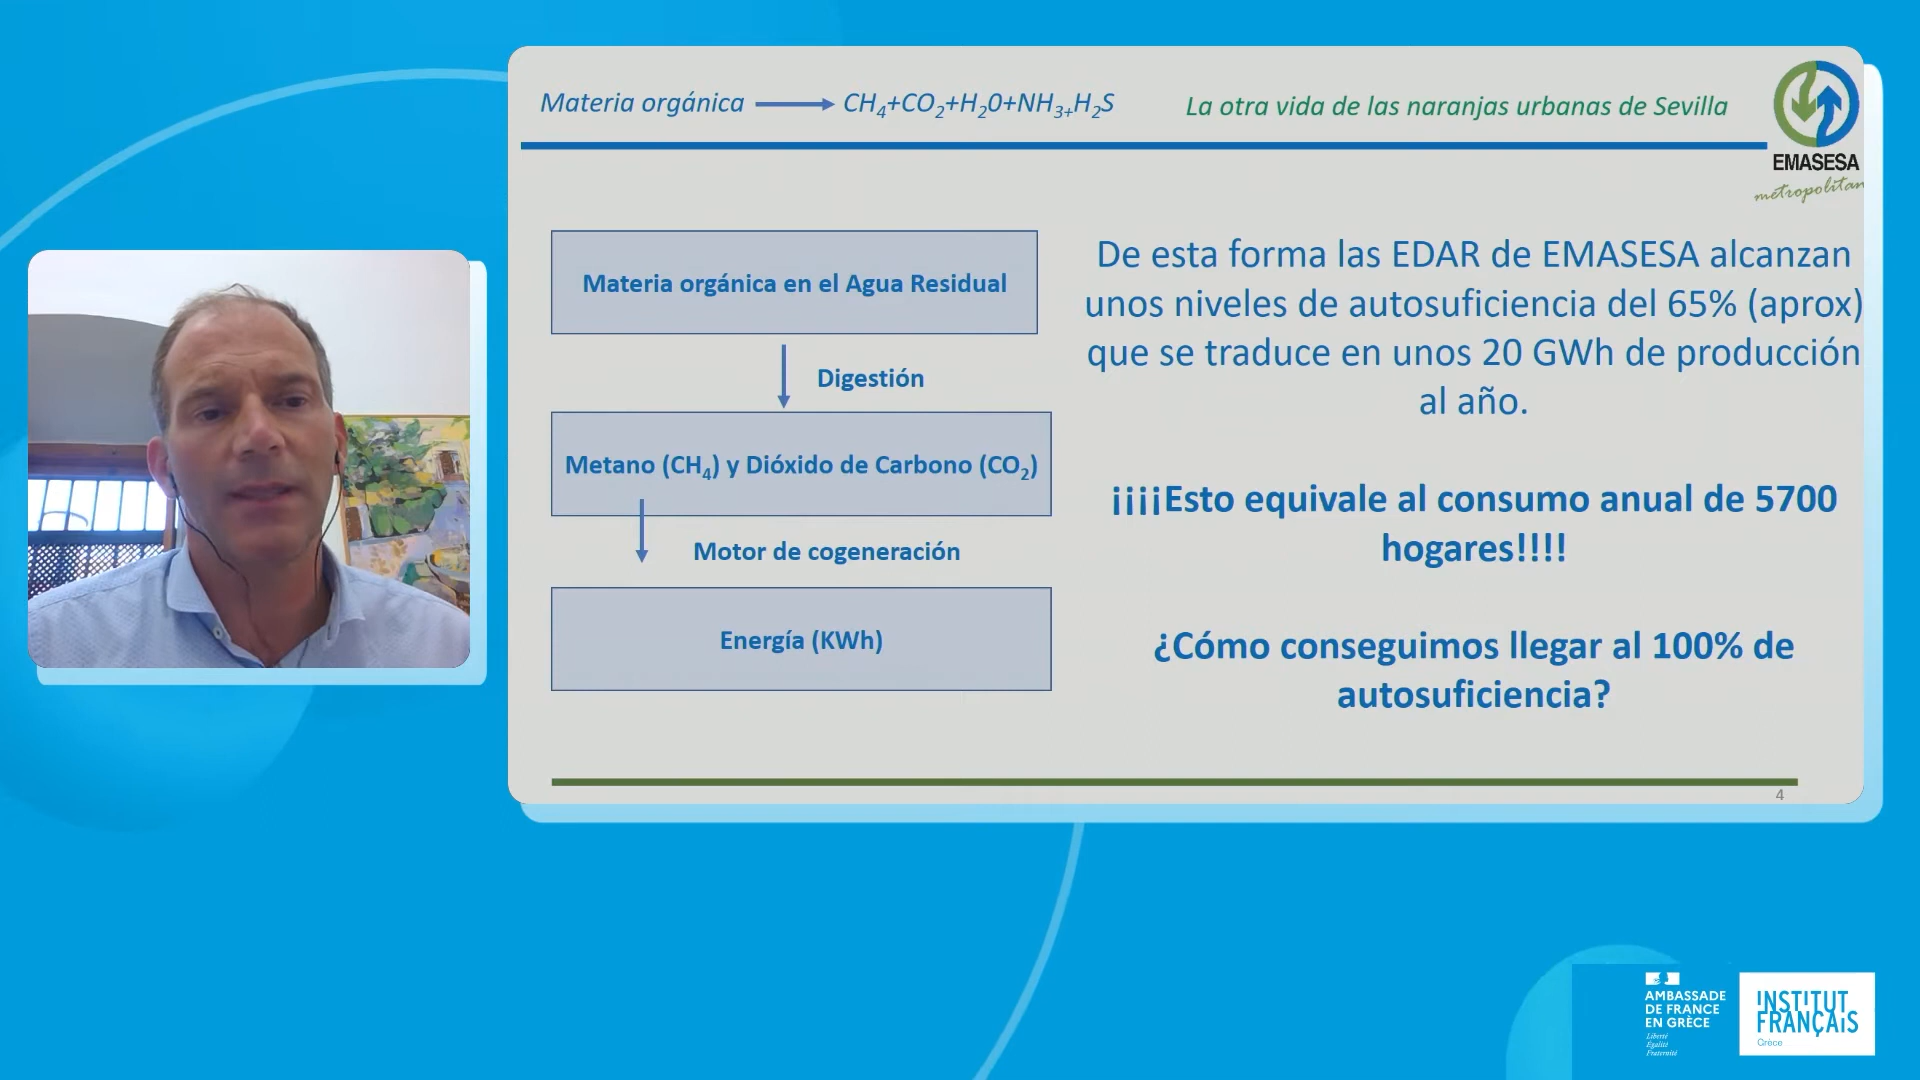 Materia orgánica → CH4+CO2+H20+NH3+H2S
La otra vida de las naranjas urbanas de Sevilla
EMASESA
metropolitan
Materia orgánica en el Agua Residual
Digestión
Metano (CH4) y Dióxido de Carbono (CO2)
Motor de cogeneración
Energía (KWh)
De esta forma las EDAR de EMASESA alcanzan
unos niveles de autosuficiencia del 65% (aprox)
que se traduce en unos 20 GWh de producción
al año.
¡¡¡¡Esto equivale al consumo anual de 5700
hogares!!!!
¿Cómo conseguimos llegar al 100% de
autosuficiencia?
4
AMBASSADE
DE FRANCE
EN GRÈCE
Liberté
Égalité
Fraternité
INSTITUT
FRANÇAIS
Grèce